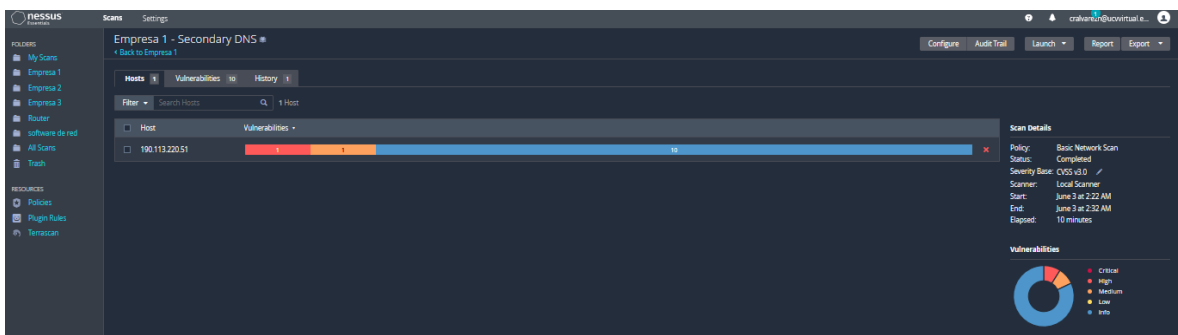 nessus
Essentials
Scans Settings
FOLDERS
My Scans
Empresa 1
Empresa 2
Empresa 3
Router
software de red
All Scans
Trash
RESOURCES
Policies
Plugin Rules
Terrascan
Empresa 1 - Secondary DNS
Back to Empresa 1
Configure Audit Trail Launch Report Export
Hosts 1 Vulnerabilities 10 History 1
Filter Search Hosts 1 Host
Host Vulnerabilities
190.113.220.51 1 1 10
Scan Details
Policy: Basic Network Scan
Status: Completed
Severity Base: CVSS v3.0
Scanner: Local Scanner
Start: June 3 at 2:22 AM
End: June 3 at 2:32 AM
Elapsed: 10 minutes
Vulnerabilities
Critical
High
Medium
Low
Info